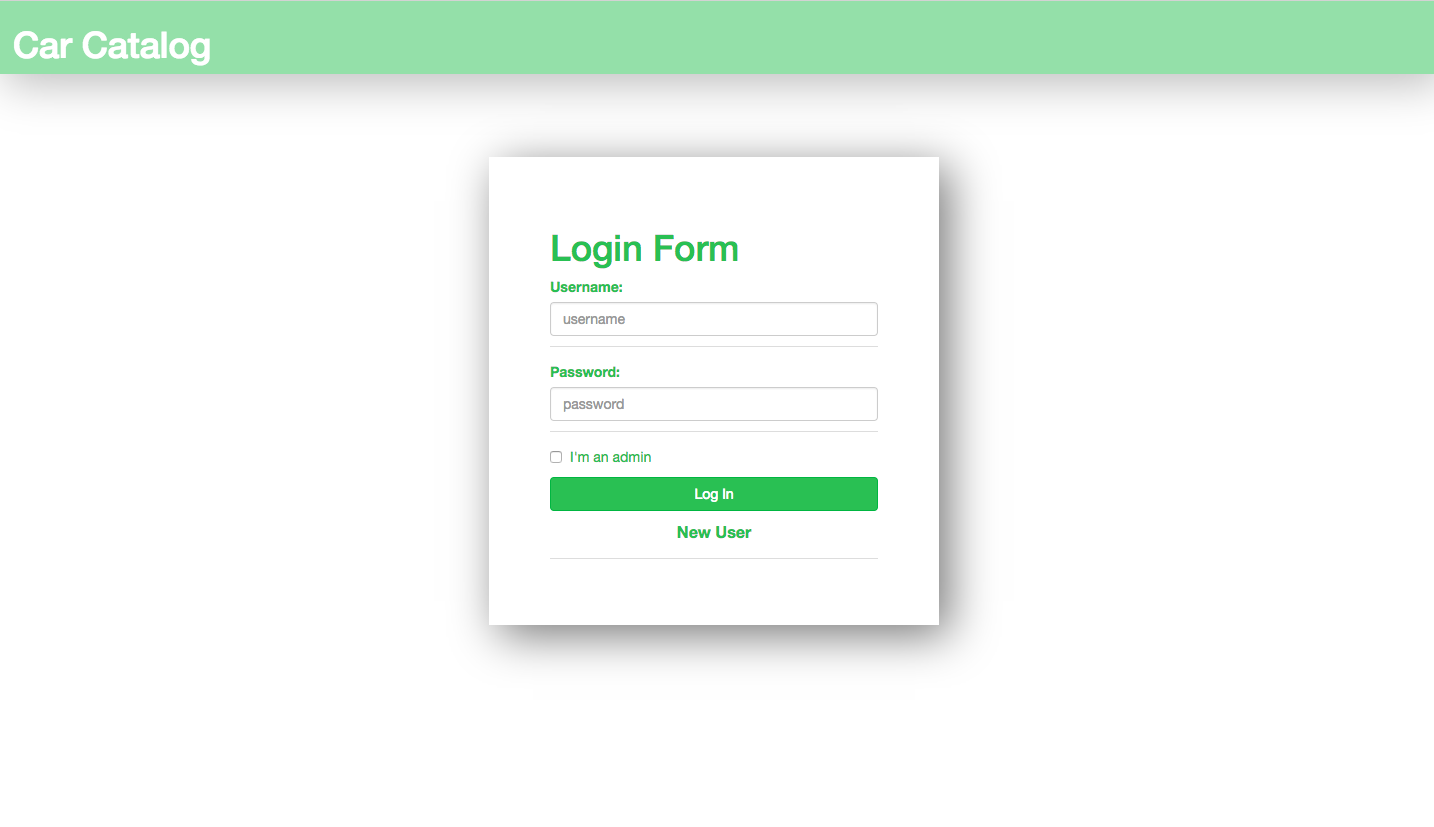 Car Catalog
Login Form
Username:
username
Password:
password
I'm an admin
Log In
New User